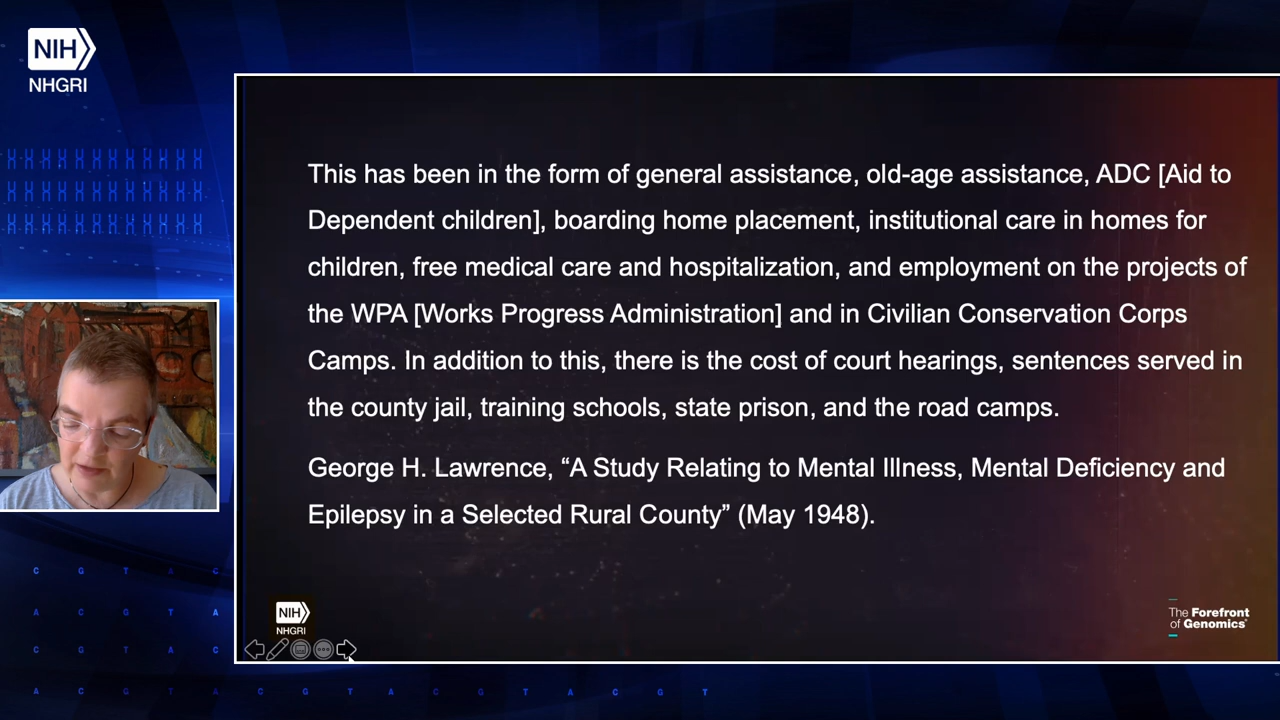 NIH
NHGRI
This has been in the form of general assistance, old-age assistance, ADC [Aid to
Dependent children], boarding home placement, institutional care in homes for
children, free medical care and hospitalization, and employment on the projects of
the WPA [Works Progress Administration] and in Civilian Conservation Corps
Camps. In addition to this, there is the cost of court hearings, sentences served in
the county jail, training schools, state prison, and the road camps.
George H. Lawrence, “A Study Relating to Mental Illness, Mental Deficiency and
Epilepsy in a Selected Rural County” (May 1948).
NIH
NHGRI
The Forefront
of Genomics®
C G T A C
A C G T A
C G T A C
A C G T A C G T A C G T A C G T